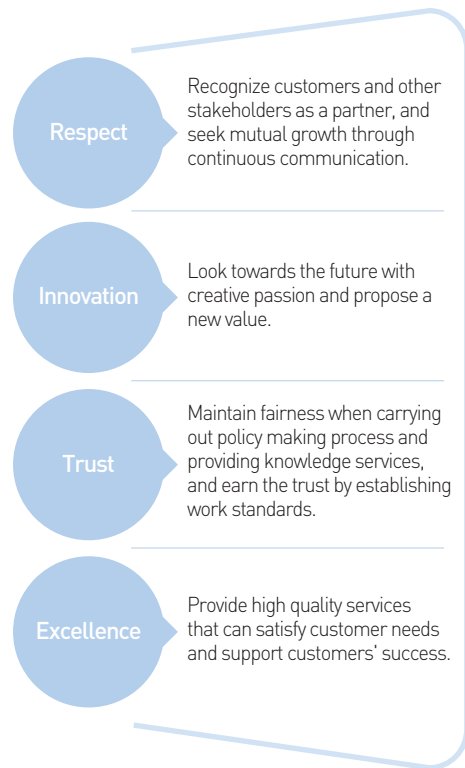 Respect
Recognize customers and other
stakeholders as a partner, and
seek mutual growth through
continuous communication.
Innovation
Look towards the future with
creative passion and propose a
new value.
Trust
Maintain fairness when carrying
out policy making process and
providing knowledge services,
and earn the trust by establishing
work standards.
Excellence
Provide high quality services
that can satisfy customer needs
and support customers' success.